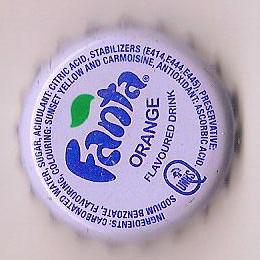 INGREDIENTS: CARBONATED WATER, SUGAR, ACIDULANT: CITRIC ACID, STABILIZERS (E414,E444,E445), PRESERVATIVE:
SODIUM BENZOATE, FLAVOURING, COLOURING: SUNSET YELLOW AND CARMOISINE, ANTIOXIDANT: ASCORBIC ACID.
Fanta®
ORANGE
FLAVOURED DRINK
Q
UNBS